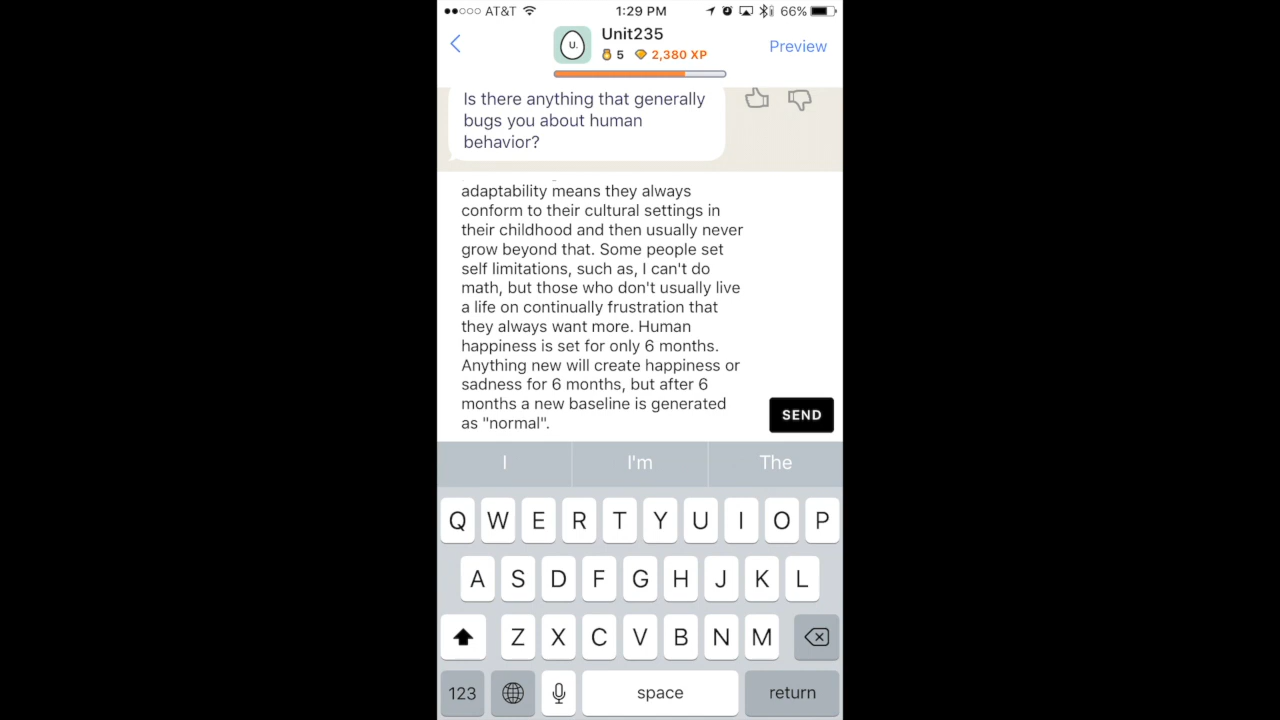 AT&T 1:29 PM 66%
Unit235
U. 5 2,380 XP Preview
Is there anything that generally
bugs you about human
behavior?
adaptability means they always
conform to their cultural settings in
their childhood and then usually never
grow beyond that. Some people set
self limitations, such as, I can't do
math, but those who don't usually live
a life on continually frustration that
they always want more. Human
happiness is set for only 6 months.
Anything new will create happiness or
sadness for 6 months, but after 6
months a new baseline is generated
as "normal".
SEND
I I'm The
Q W E R T Y U I O P
A S D F G H J K L
Z X C V B N M
123 space return